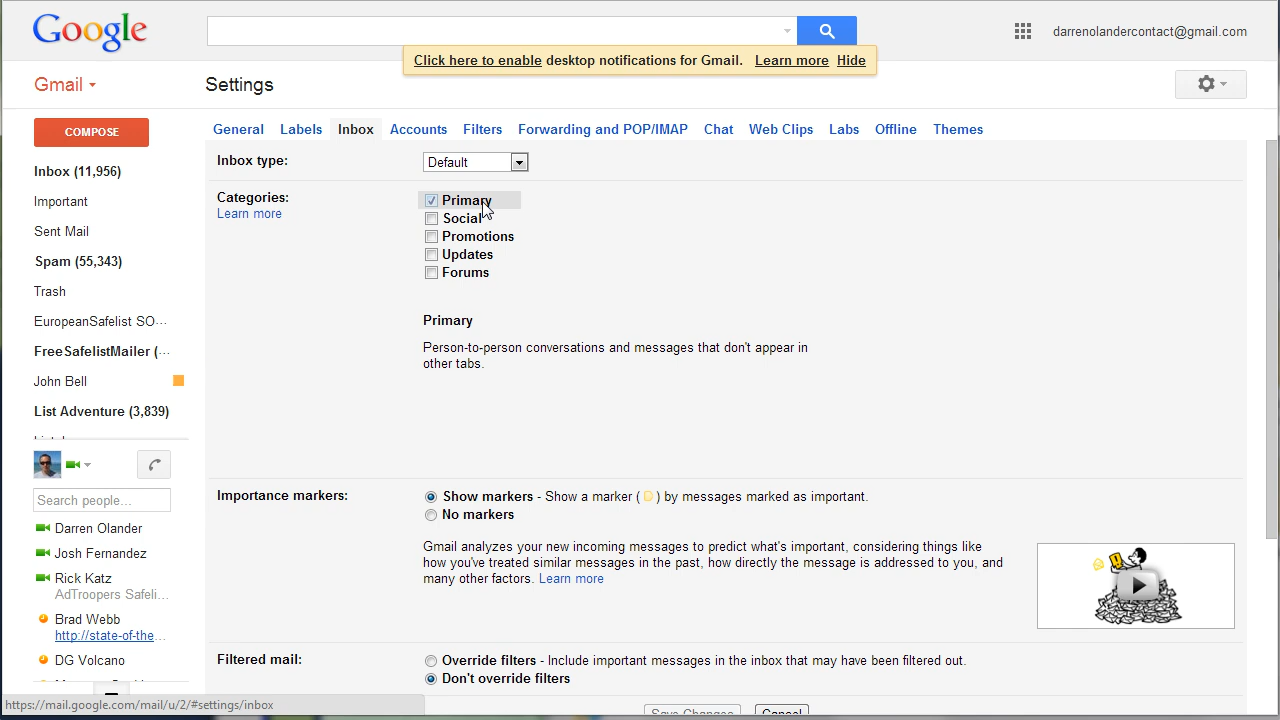 Google
darrenolandercontact@gmail.com
Click here to enable desktop notifications for Gmail. Learn more Hide
Gmail
Settings
COMPOSE
General Labels Inbox Accounts Filters Forwarding and POP/IMAP Chat Web Clips Labs Offline Themes
Inbox (11,956)
Important
Sent Mail
Spam (55,343)
Trash
EuropeanSafelist SO...
FreeSafelistMailer (...
John Bell
List Adventure (3,839)
Search people...
Darren Olander
Josh Fernandez
Rick Katz
AdTroopers Safeli...
Brad Webb
http://state-of-the...
DG Volcano
Inbox type: Default
Categories:
Learn more
Primary
Social
Promotions
Updates
Forums
Primary
Person-to-person conversations and messages that don't appear in
other tabs.
Importance markers: Show markers - Show a marker ( ) by messages marked as important.
No markers
Gmail analyzes your new incoming messages to predict what's important, considering things like
how you've treated similar messages in the past, how directly the message is addressed to you, and
many other factors. Learn more
Filtered mail: Override filters - Include important messages in the inbox that may have been filtered out.
Don't override filters
Save Changes Cancel
https://mail.google.com/mail/u/2/#settings/inbox